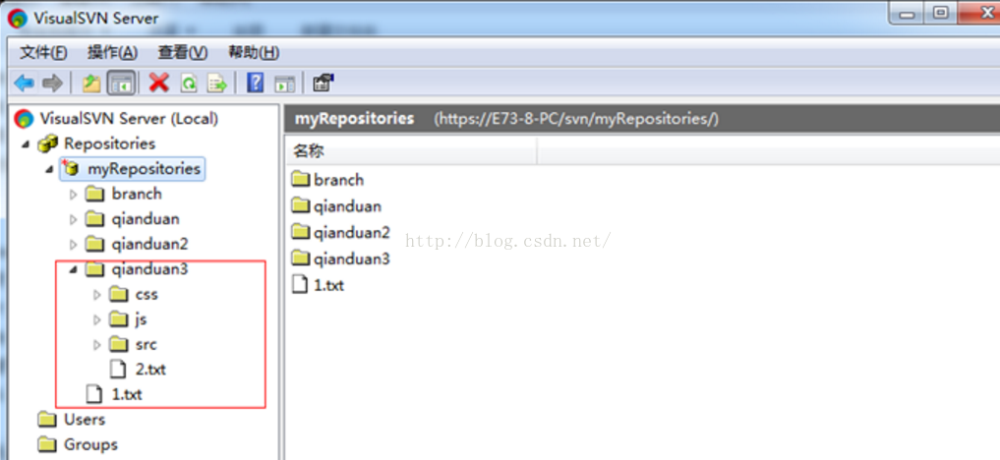 VisualSVN Server
文件(F) 操作(A) 查看(V) 帮助(H)
VisualSVN Server (Local)
Repositories
myRepositories
branch
qianduan
qianduan2
qianduan3
css
js
src
2.txt
1.txt
Users
Groups
myRepositories (https://E73-8-PC/svn/myRepositories/)
名称
branch
qianduan
qianduan2
qianduan3
1.txt
http://blog.csdn.net/